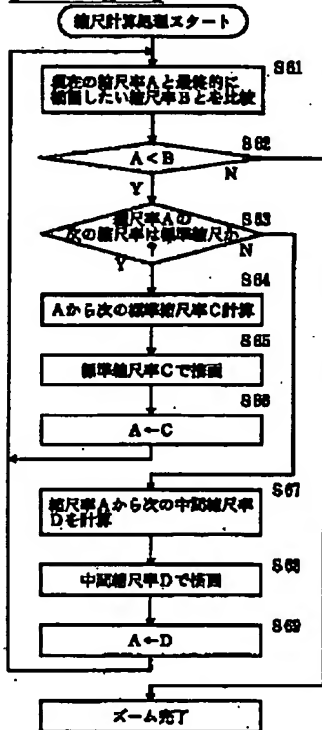 縮尺計算処理スタート
S61
現在の縮尺率Aと最終的に
描画したい縮尺率Bとを比較
S62
A<B
N
Y
縮尺率Aの
S63
次の縮尺率は標準縮尺か
?
Y
N
S64
Aから次の標準縮尺率C計算
S65
標準縮尺率Cで描画
S66
A←C
S67
縮尺率Aから次の中間縮尺率
Dを計算
S68
中間縮尺率Dで描画
S69
A←D
ズーム完了